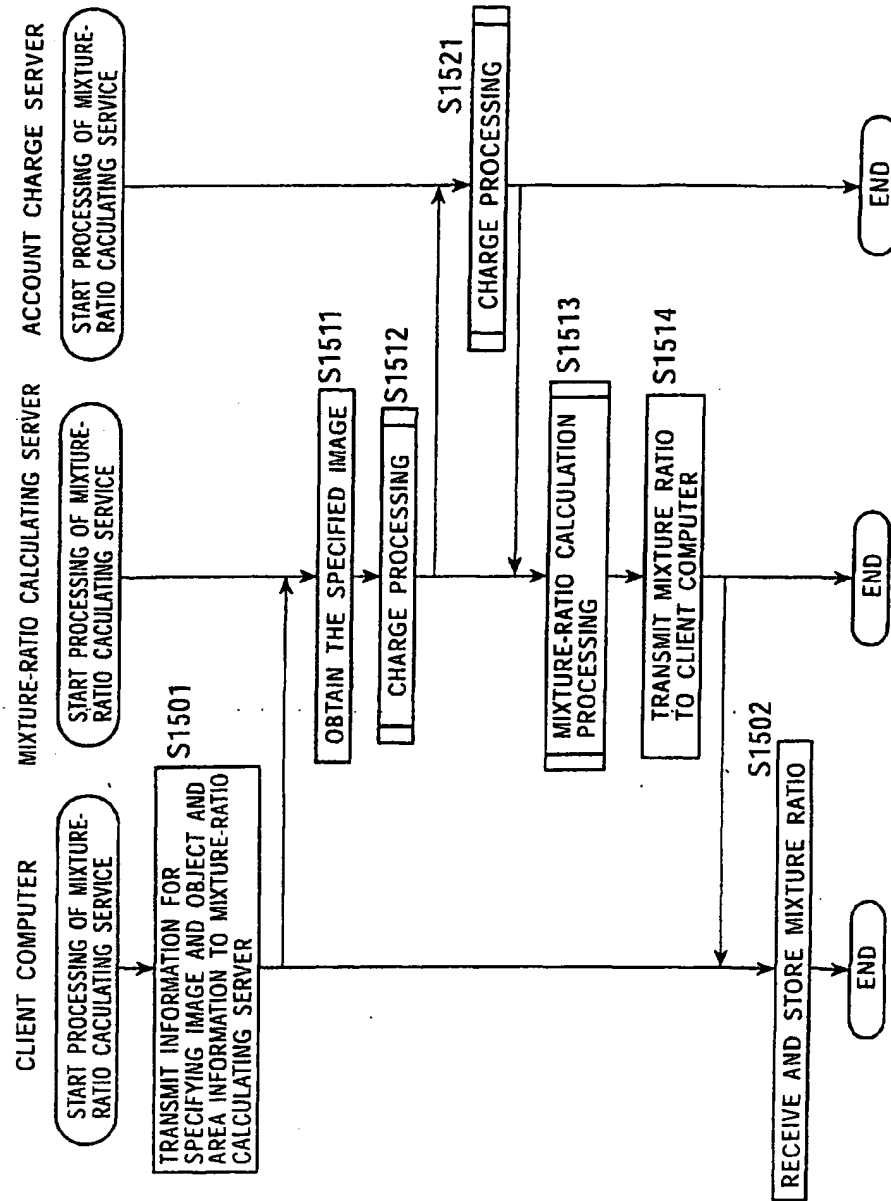 CLIENT COMPUTER
START PROCESSING OF MIXTURE-
RATIO CACULATING SERVICE
S1501
TRANSMIT INFORMATION FOR
SPECIFYING IMAGE AND OBJECT AND
AREA INFORMATION TO MIXTURE-RATIO
CALCULATING SERVER
S1502
RECEIVE AND STORE MIXTURE RATIO
END
MIXTURE-RATIO CALCULATING SERVER
START PROCESSING OF MIXTURE-
RATIO CACULATING SERVICE
S1511
OBTAIN THE SPECIFIED IMAGE
S1512
CHARGE PROCESSING
S1513
MIXTURE-RATIO CALCULATION
PROCESSING
S1514
TRANSMIT MIXTURE RATIO
TO CLIENT COMPUTER
END
ACCOUNT CHARGE SERVER
START PROCESSING OF MIXTURE-
RATIO CACULATING SERVICE
S1521
CHARGE PROCESSING
END